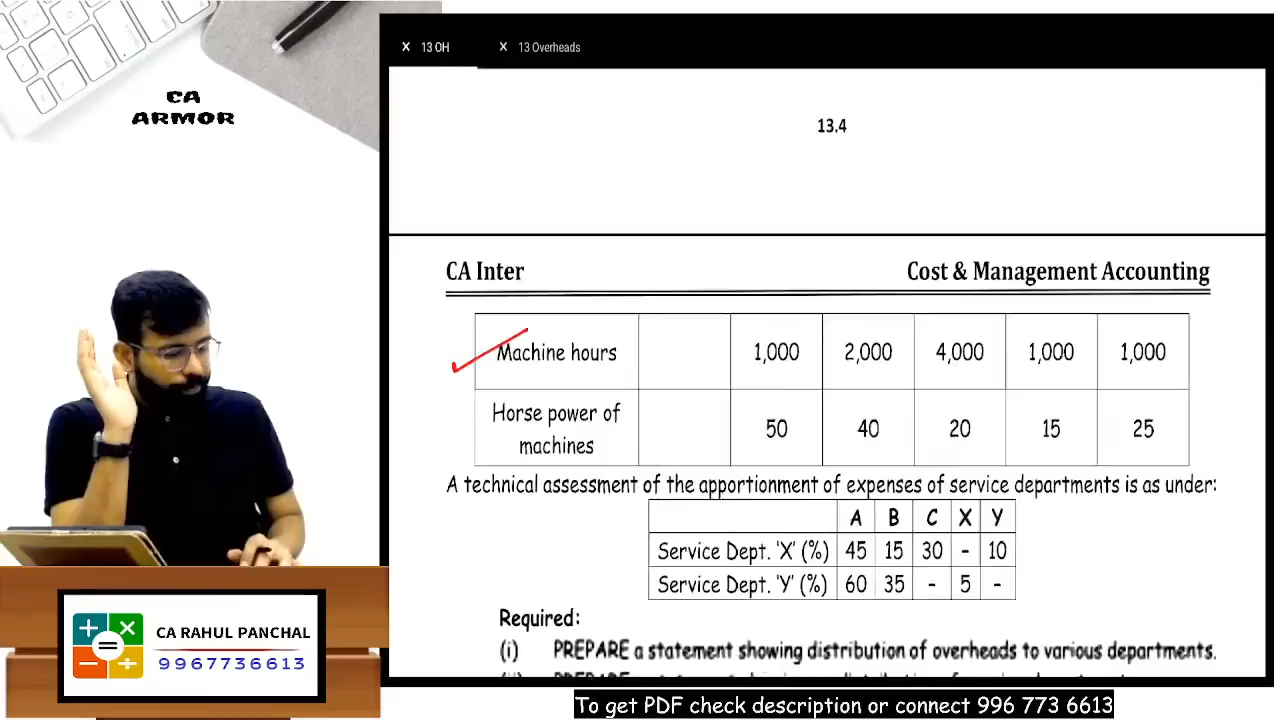 CA
ARMOR
× 13 OH × 13 Overheads
13.4
CA Inter Cost & Management Accounting
Machine hours 1,000 2,000 4,000 1,000 1,000
Horse power of
machines 50 40 20 15 25
A technical assessment of the apportionment of expenses of service departments is as under:
A B C X Y
Service Dept. 'X' (%) 45 15 30 - 10
Service Dept. 'Y' (%) 60 35 - 5 -
Required:
(i) PREPARE a statement showing distribution of overheads to various departments.
CA RAHUL PANCHAL
9967736613
To get PDF check description or connect 996 773 6613